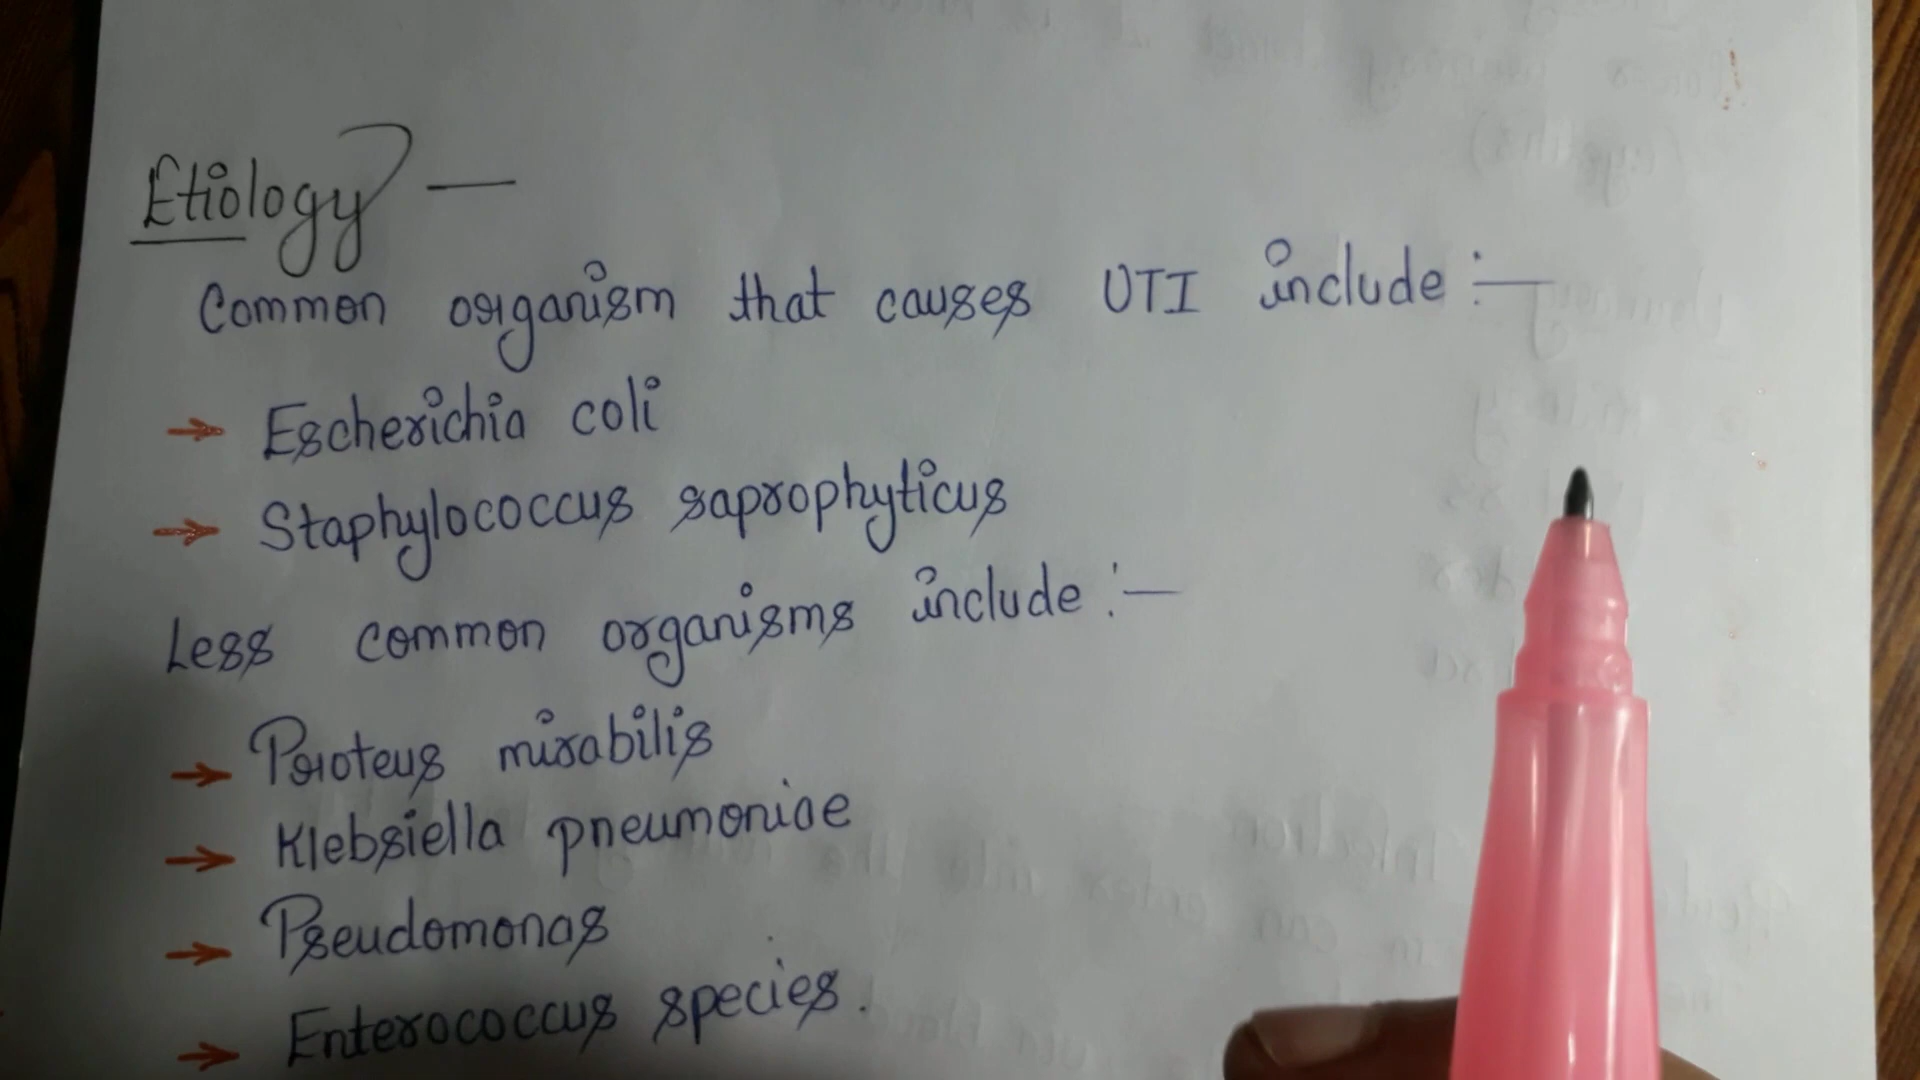 Etiology —
Common organism that causes UTI include :—
→ Escherichia coli
→ Staphylococcus saprophyticus
Less common organisms include :—
→ Proteus mirabilis
→ Klebsiella pneumoniae
→ Pseudomonas
→ Enterococcus species.